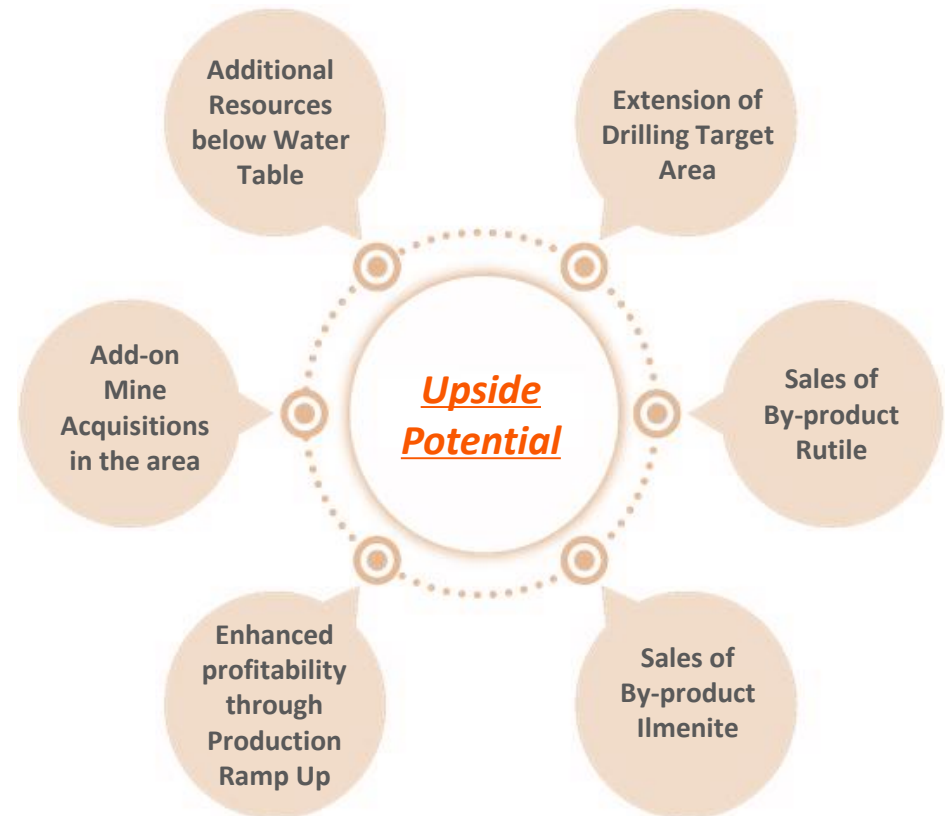 Additional
Resources
below Water
Table
Extension of
Drilling Target
Area
Add-on
Mine
Acquisitions
in the area
Upside
Potential
Sales of
By-product
Rutile
Enhanced
profitability
through
Production
Ramp Up
Sales of
By-product
Ilmenite